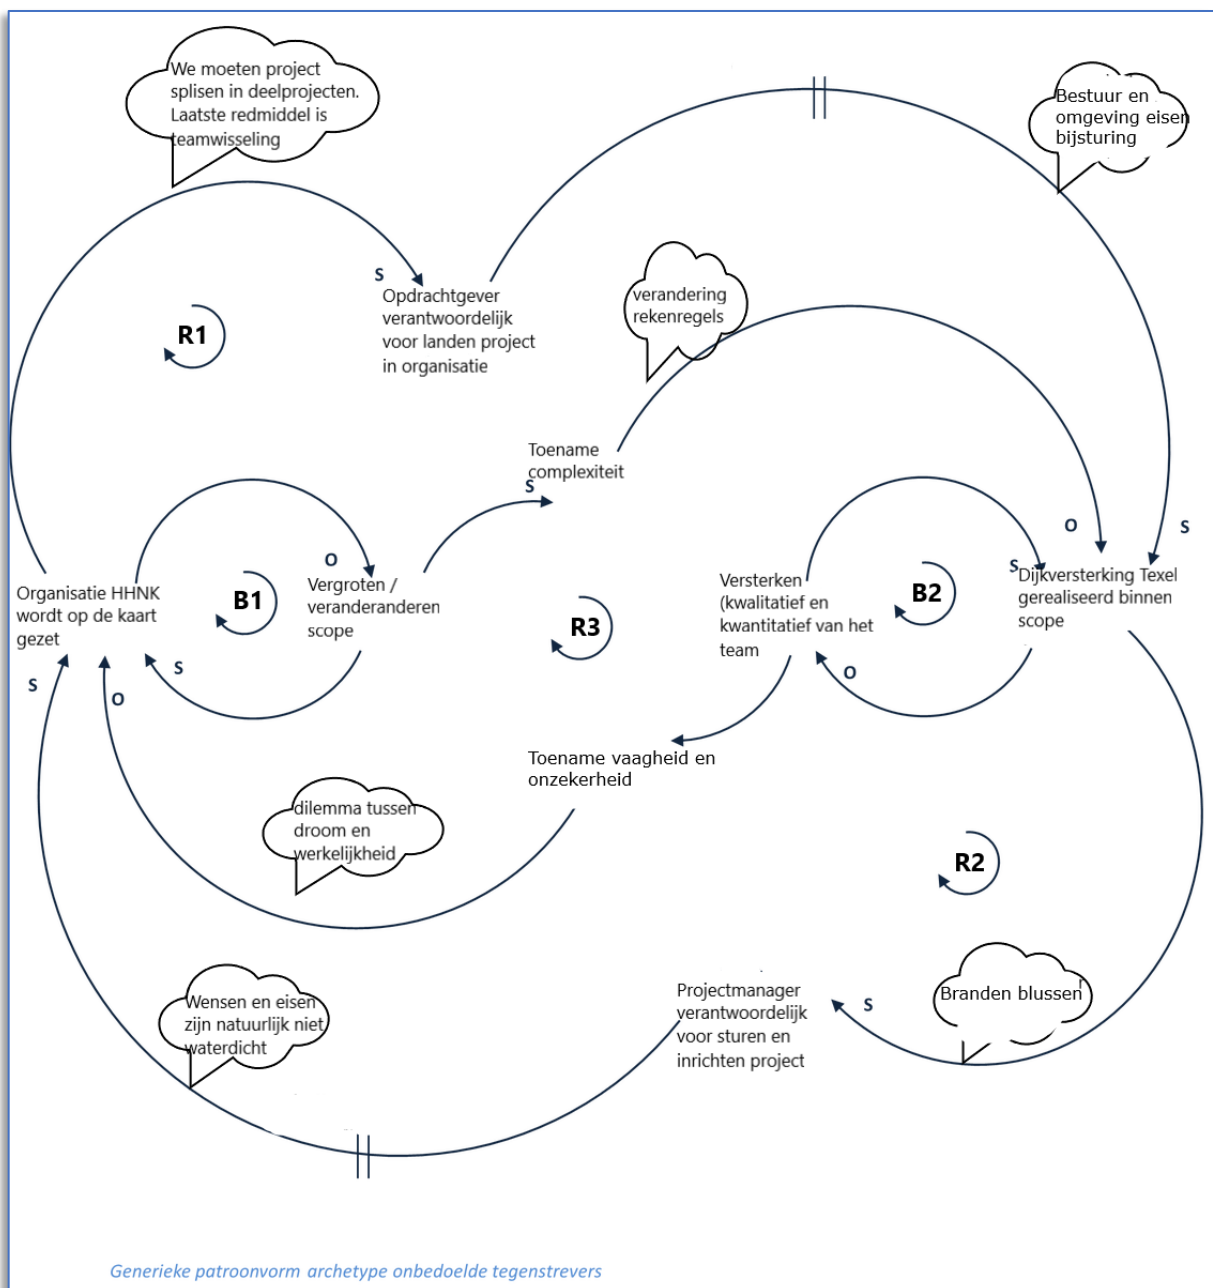 We moeten project
splisen in deelprojecten.
Laatste redmiddel is
teamwisseling
Bestuur en
omgeving eisen
bijsturing
S
Opdrachtgever
verantwoordelijk
voor landen project
in organisatie
verandering
rekenregels
R1
Toename
complexiteit
S
O
S
O
S
Organisatie HHNK
wordt op de kaart
gezet
B1
Vergroten /
veranderanderen
scope
R3
Versterken
(kwalitatief en
kwantitatief van het
team
B2
Dijkversterking Texel
gerealiseerd binnen
scope
S
O
S
O
Toename vaagheid en
onzekerheid
dilemma tussen
droom en
werkelijkheid
R2
Wensen en eisen
zijn natuurlijk niet
waterdicht
Projectmanager
verantwoordelijk
voor sturen en
inrichten project
S
Branden blussen
Generieke patroonvorm archetype onbedoelde tegenstrevers